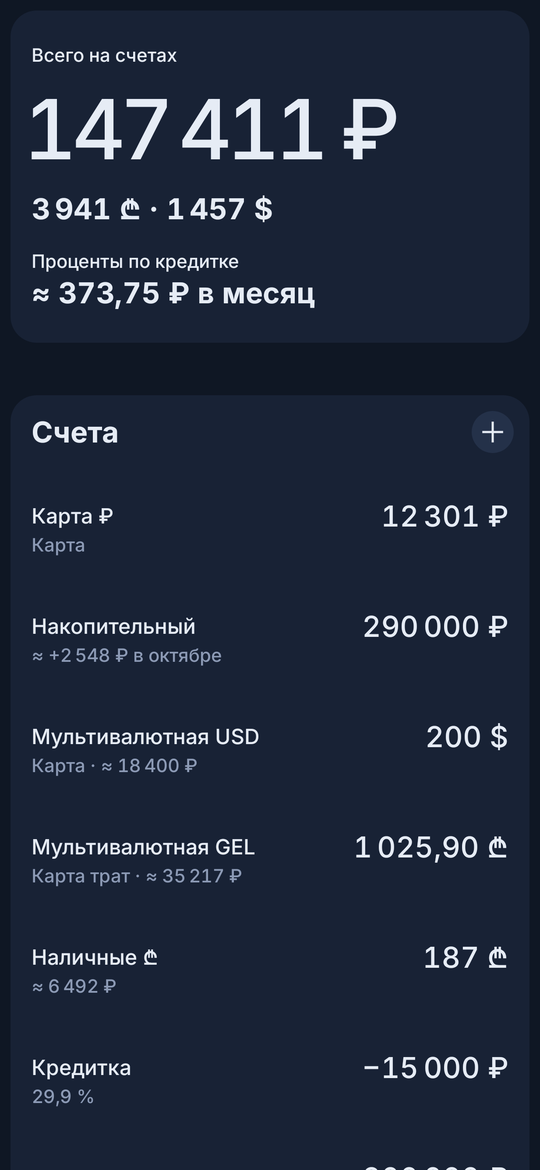 Всего на счетах
147 411 ₽
3 941 ₾ · 1 457 $
Проценты по кредитке
≈ 373,75 ₽ в месяц
Счета
Карта ₽
12 301 ₽
Карта
Накопительный
290 000 ₽
≈ +2 548 ₽ в октябре
Мультивалютная USD
200 $
Карта · ≈ 18 400 ₽
Мультивалютная GEL
1 025,90 ₾
Карта трат · ≈ 35 217 ₽
Наличные ₾
187 ₾
≈ 6 492 ₽
Кредитка
−15 000 ₽
29,9 %